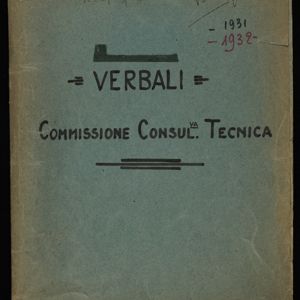 - 1931
- 1932 -
VERBALI
COMMISSIONE CONSUL.VA TECNICA